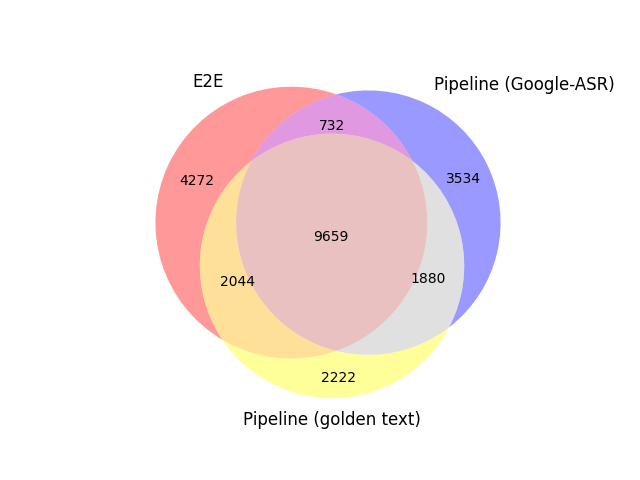 E2E
Pipeline (Google-ASR)
732
4272
3534
9659
2044
1880
2222
Pipeline (golden text)